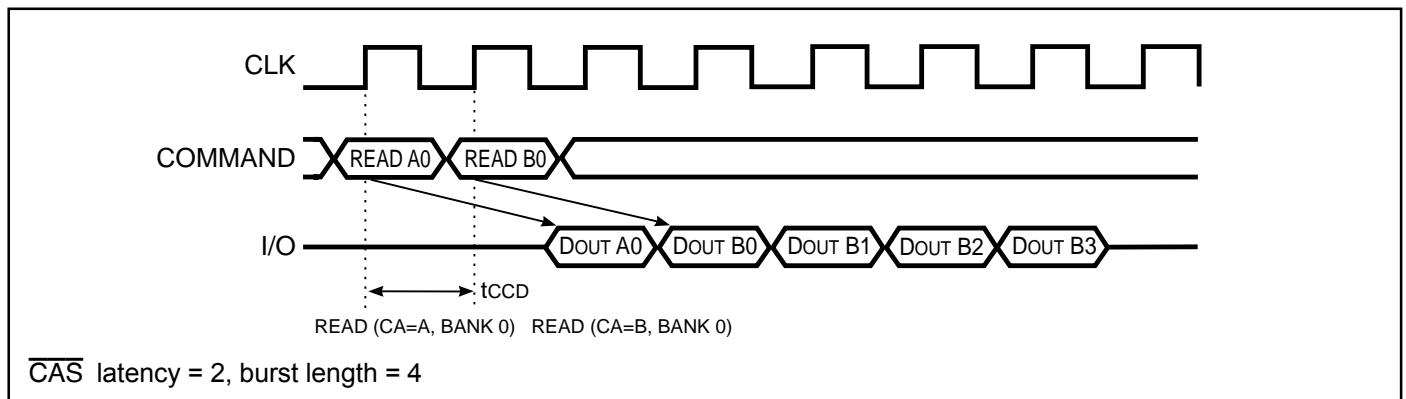 CLK
COMMAND READ A0 READ B0
I/O DOUT A0 DOUT B0 DOUT B1 DOUT B2 DOUT B3
tCCD
READ (CA=A, BANK 0) READ (CA=B, BANK 0)
CAS latency = 2, burst length = 4